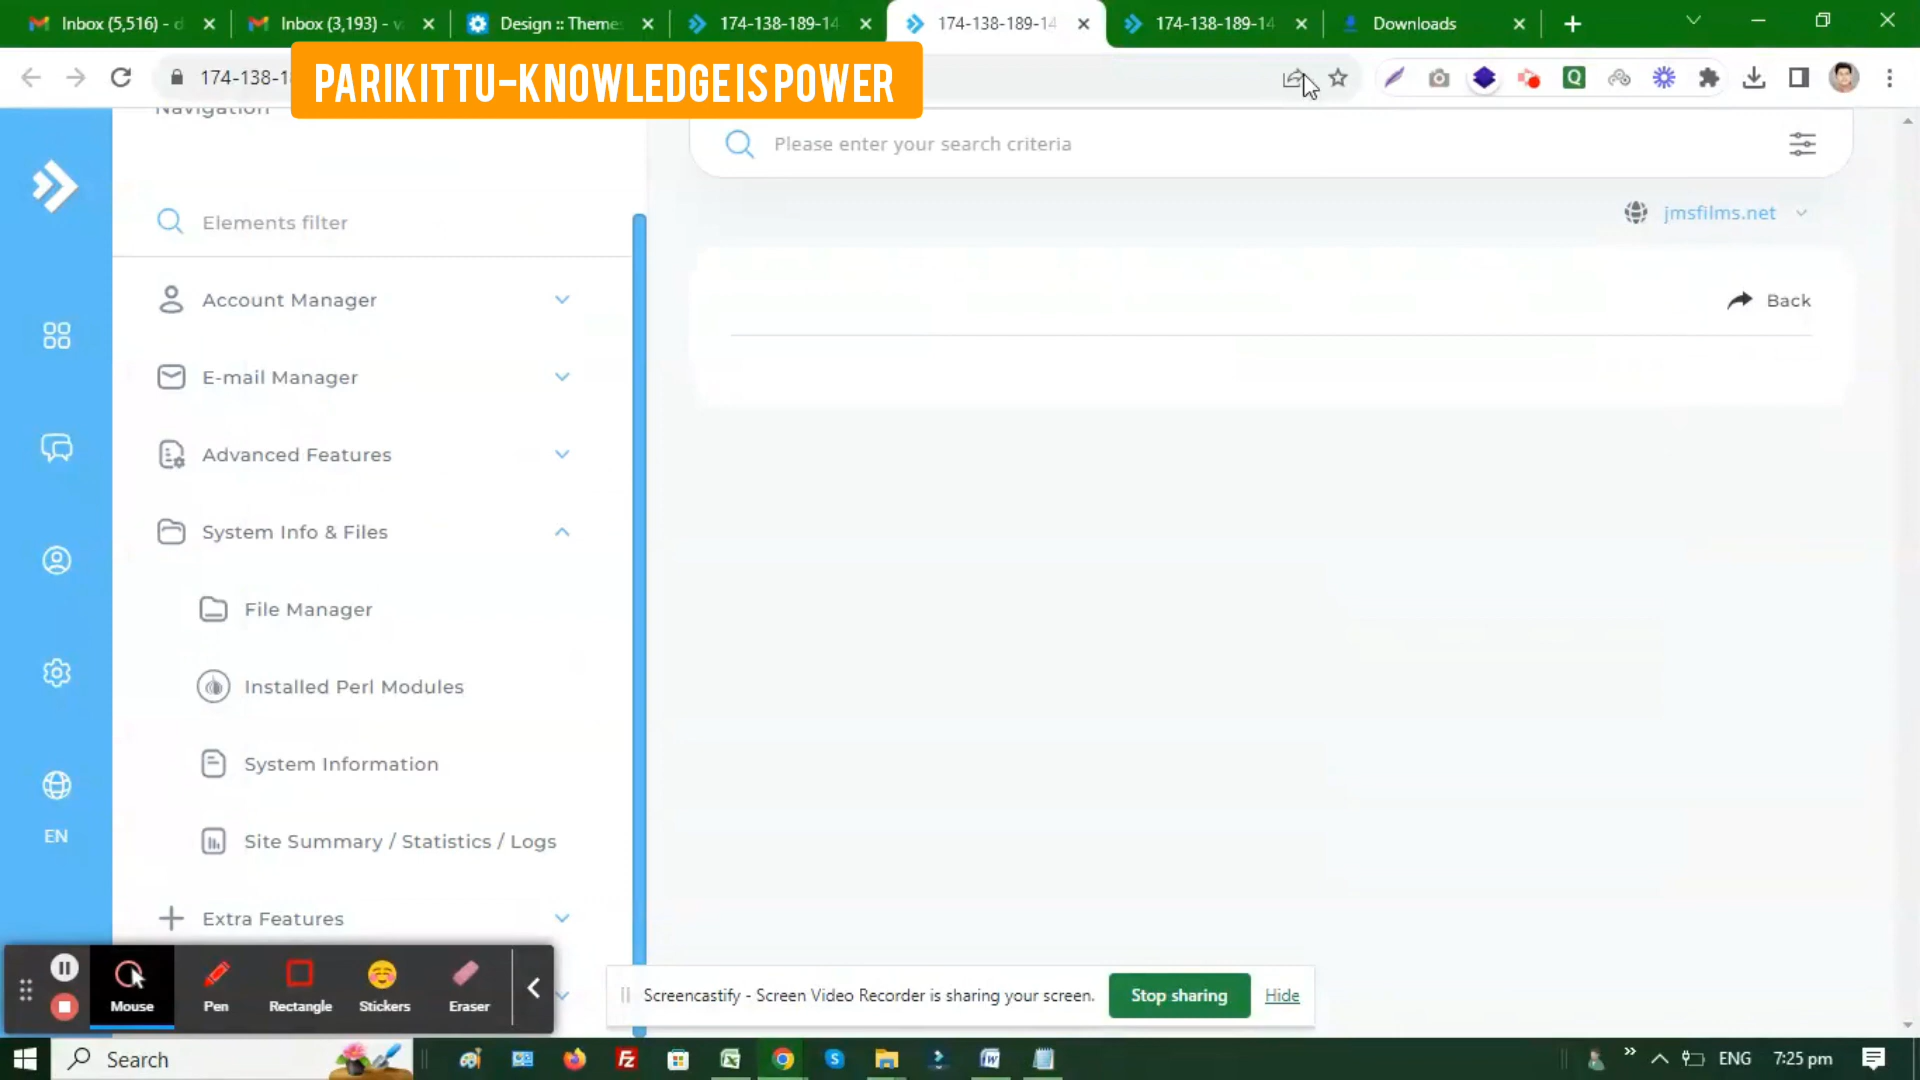 Inbox (5,516) - d
Inbox (3,193) - v
Design :: Theme
174-138-189-14
174-138-189-14
174-138-189-14
Downloads
174-138-1
PARIKITTU-KNOWLEDGE IS POWER
Navigation
Please enter your search criteria
Elements filter
jmsfilms.net
Account Manager
Back
E-mail Manager
Advanced Features
System Info & Files
File Manager
Installed Perl Modules
System Information
EN
Site Summary / Statistics / Logs
Extra Features
Mouse
Pen
Rectangle
Stickers
Eraser
Screencastify - Screen Video Recorder is sharing your screen.
Stop sharing
Hide
Search
ENG
7:25 pm